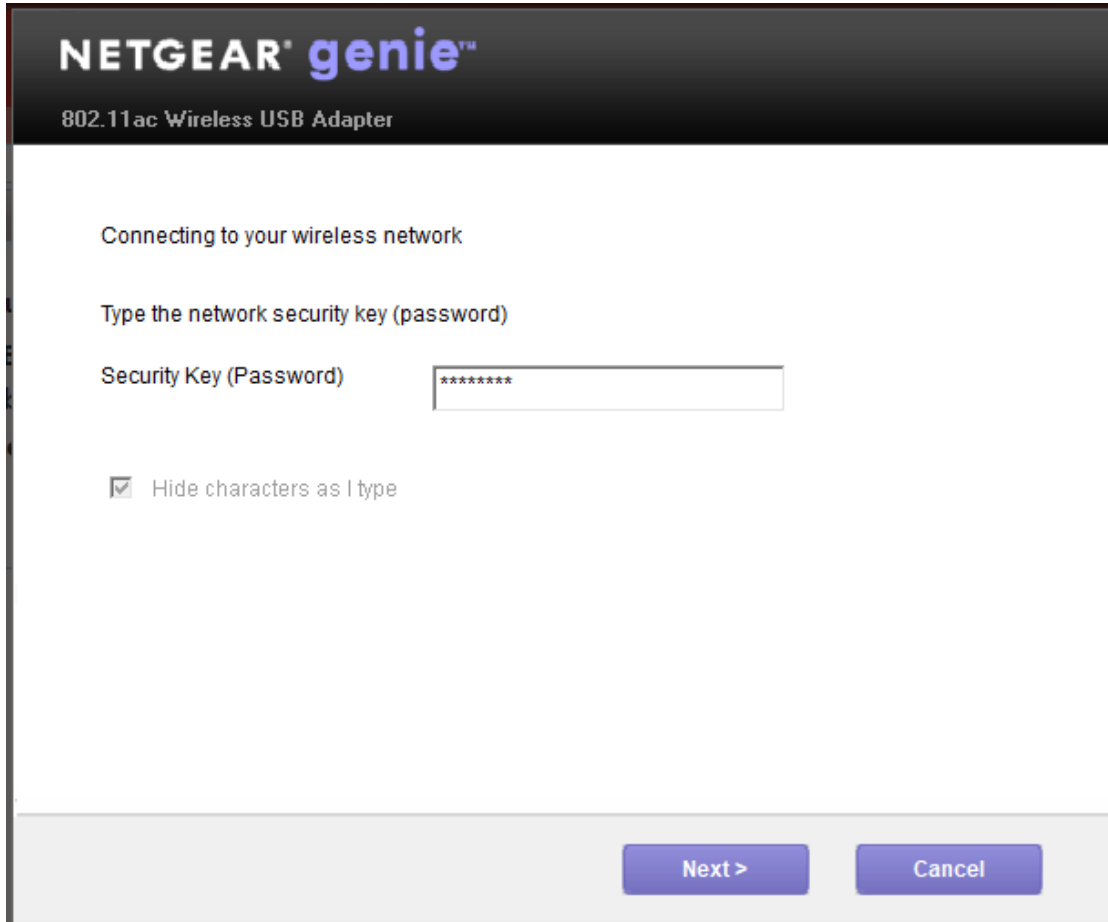 NETGEAR® genie™
802.11ac Wireless USB Adapter
Connecting to your wireless network
Type the network security key (password)
Security Key (Password)
********
Hide characters as I type
Next >
Cancel